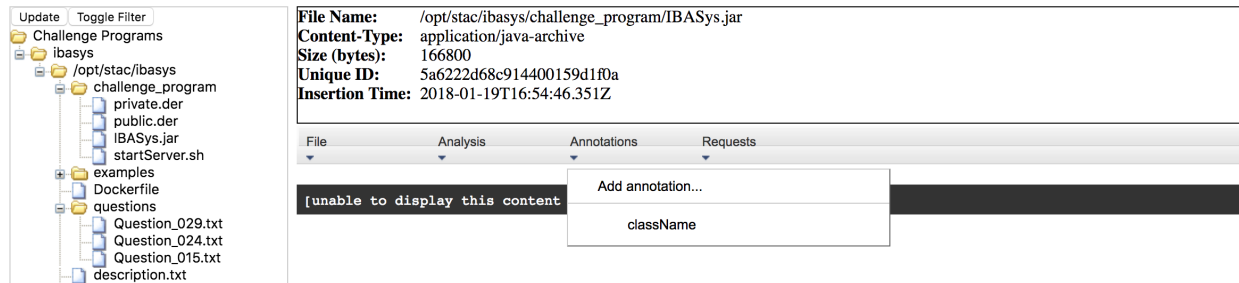 Update Toggle Filter
Challenge Programs
ibasys
/opt/stac/ibasys
challenge_program
private.der
public.der
IBASys.jar
startServer.sh
examples
Dockerfile
questions
Question_029.txt
Question_024.txt
Question_015.txt
description.txt
File Name: /opt/stac/ibasys/challenge_program/IBASys.jar
Content-Type: application/java-archive
Size (bytes): 166800
Unique ID: 5a6222d68c914400159d1f0a
Insertion Time: 2018-01-19T16:54:46.351Z
File Analysis Annotations Requests
Add annotation...
className
[unable to display this content